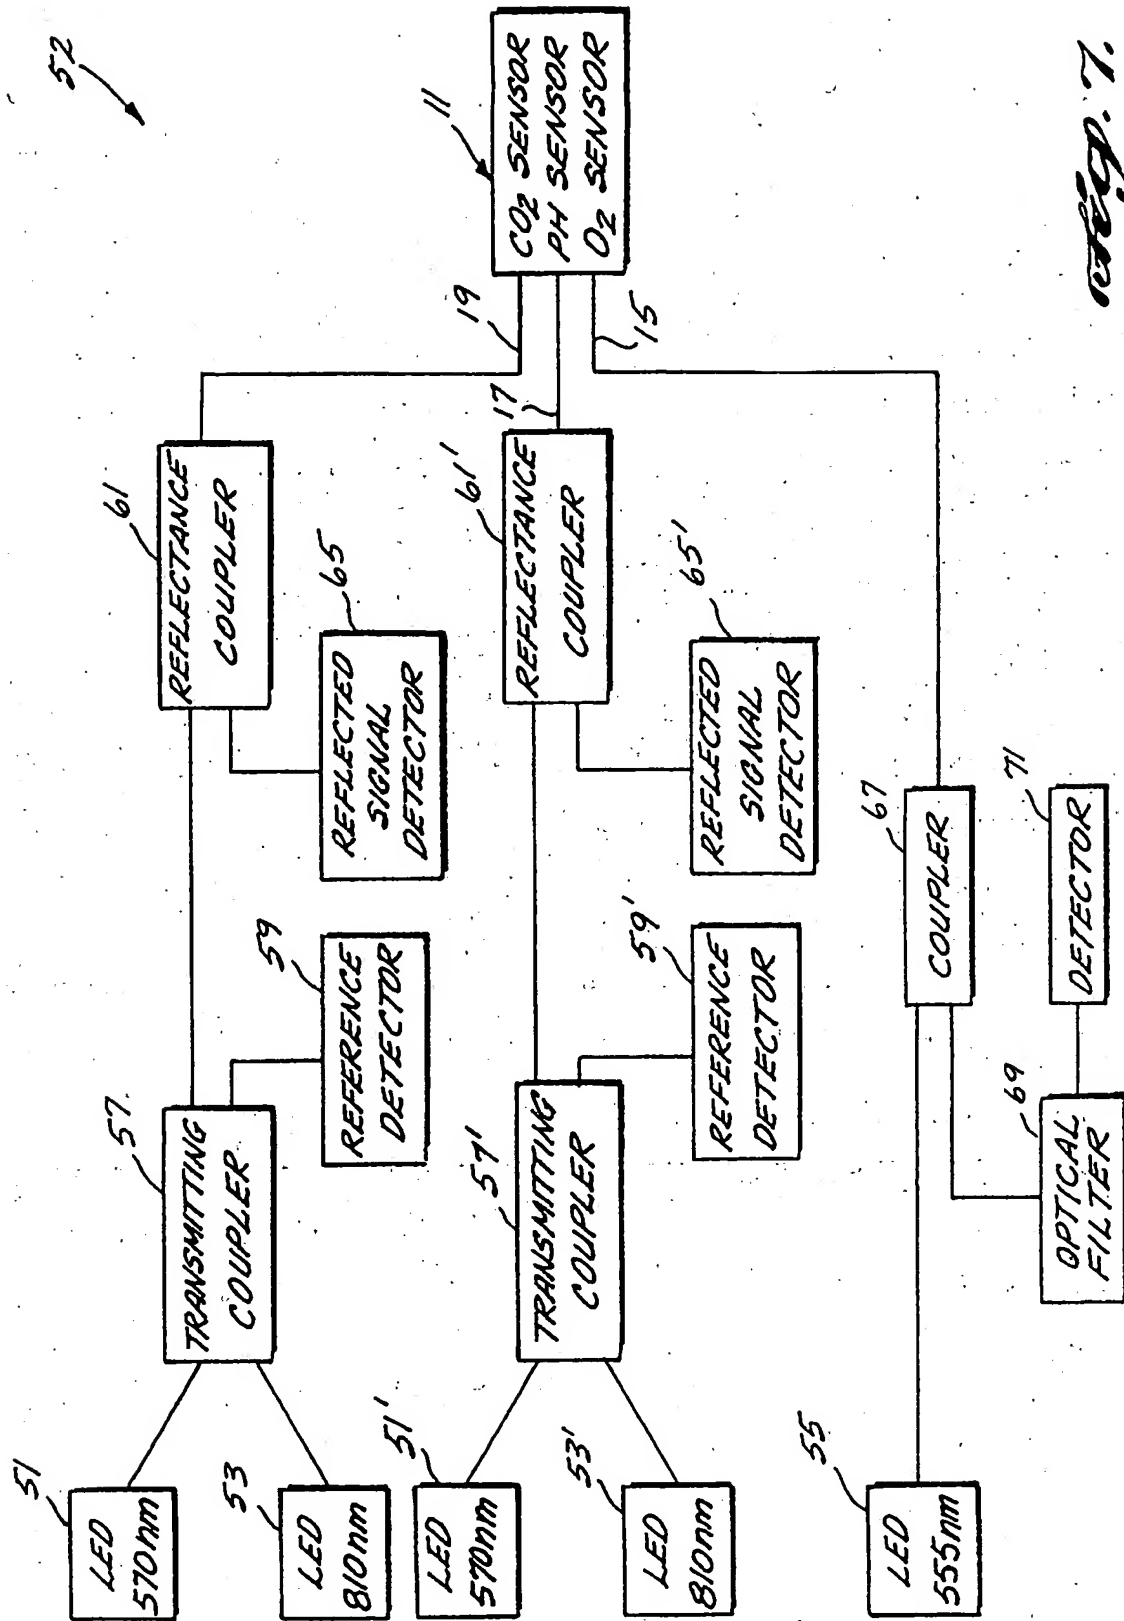 52
11
CO2 SENSOR
PH SENSOR
O2 SENSOR
19
17
15
61
REFLECTANCE
COUPLER
65
REFLECTED
SIGNAL
DETECTOR
57
TRANSMITTING
COUPLER
59
REFERENCE
DETECTOR
51
LED
570nm
53
LED
810nm
61'
REFLECTANCE
COUPLER
65'
REFLECTED
SIGNAL
DETECTOR
57'
TRANSMITTING
COUPLER
59'
REFERENCE
DETECTOR
51'
LED
570nm
53'
LED
810nm
67
COUPLER
71
DETECTOR
69
OPTICAL
FILTER
55
LED
555nm
Fig. 7.